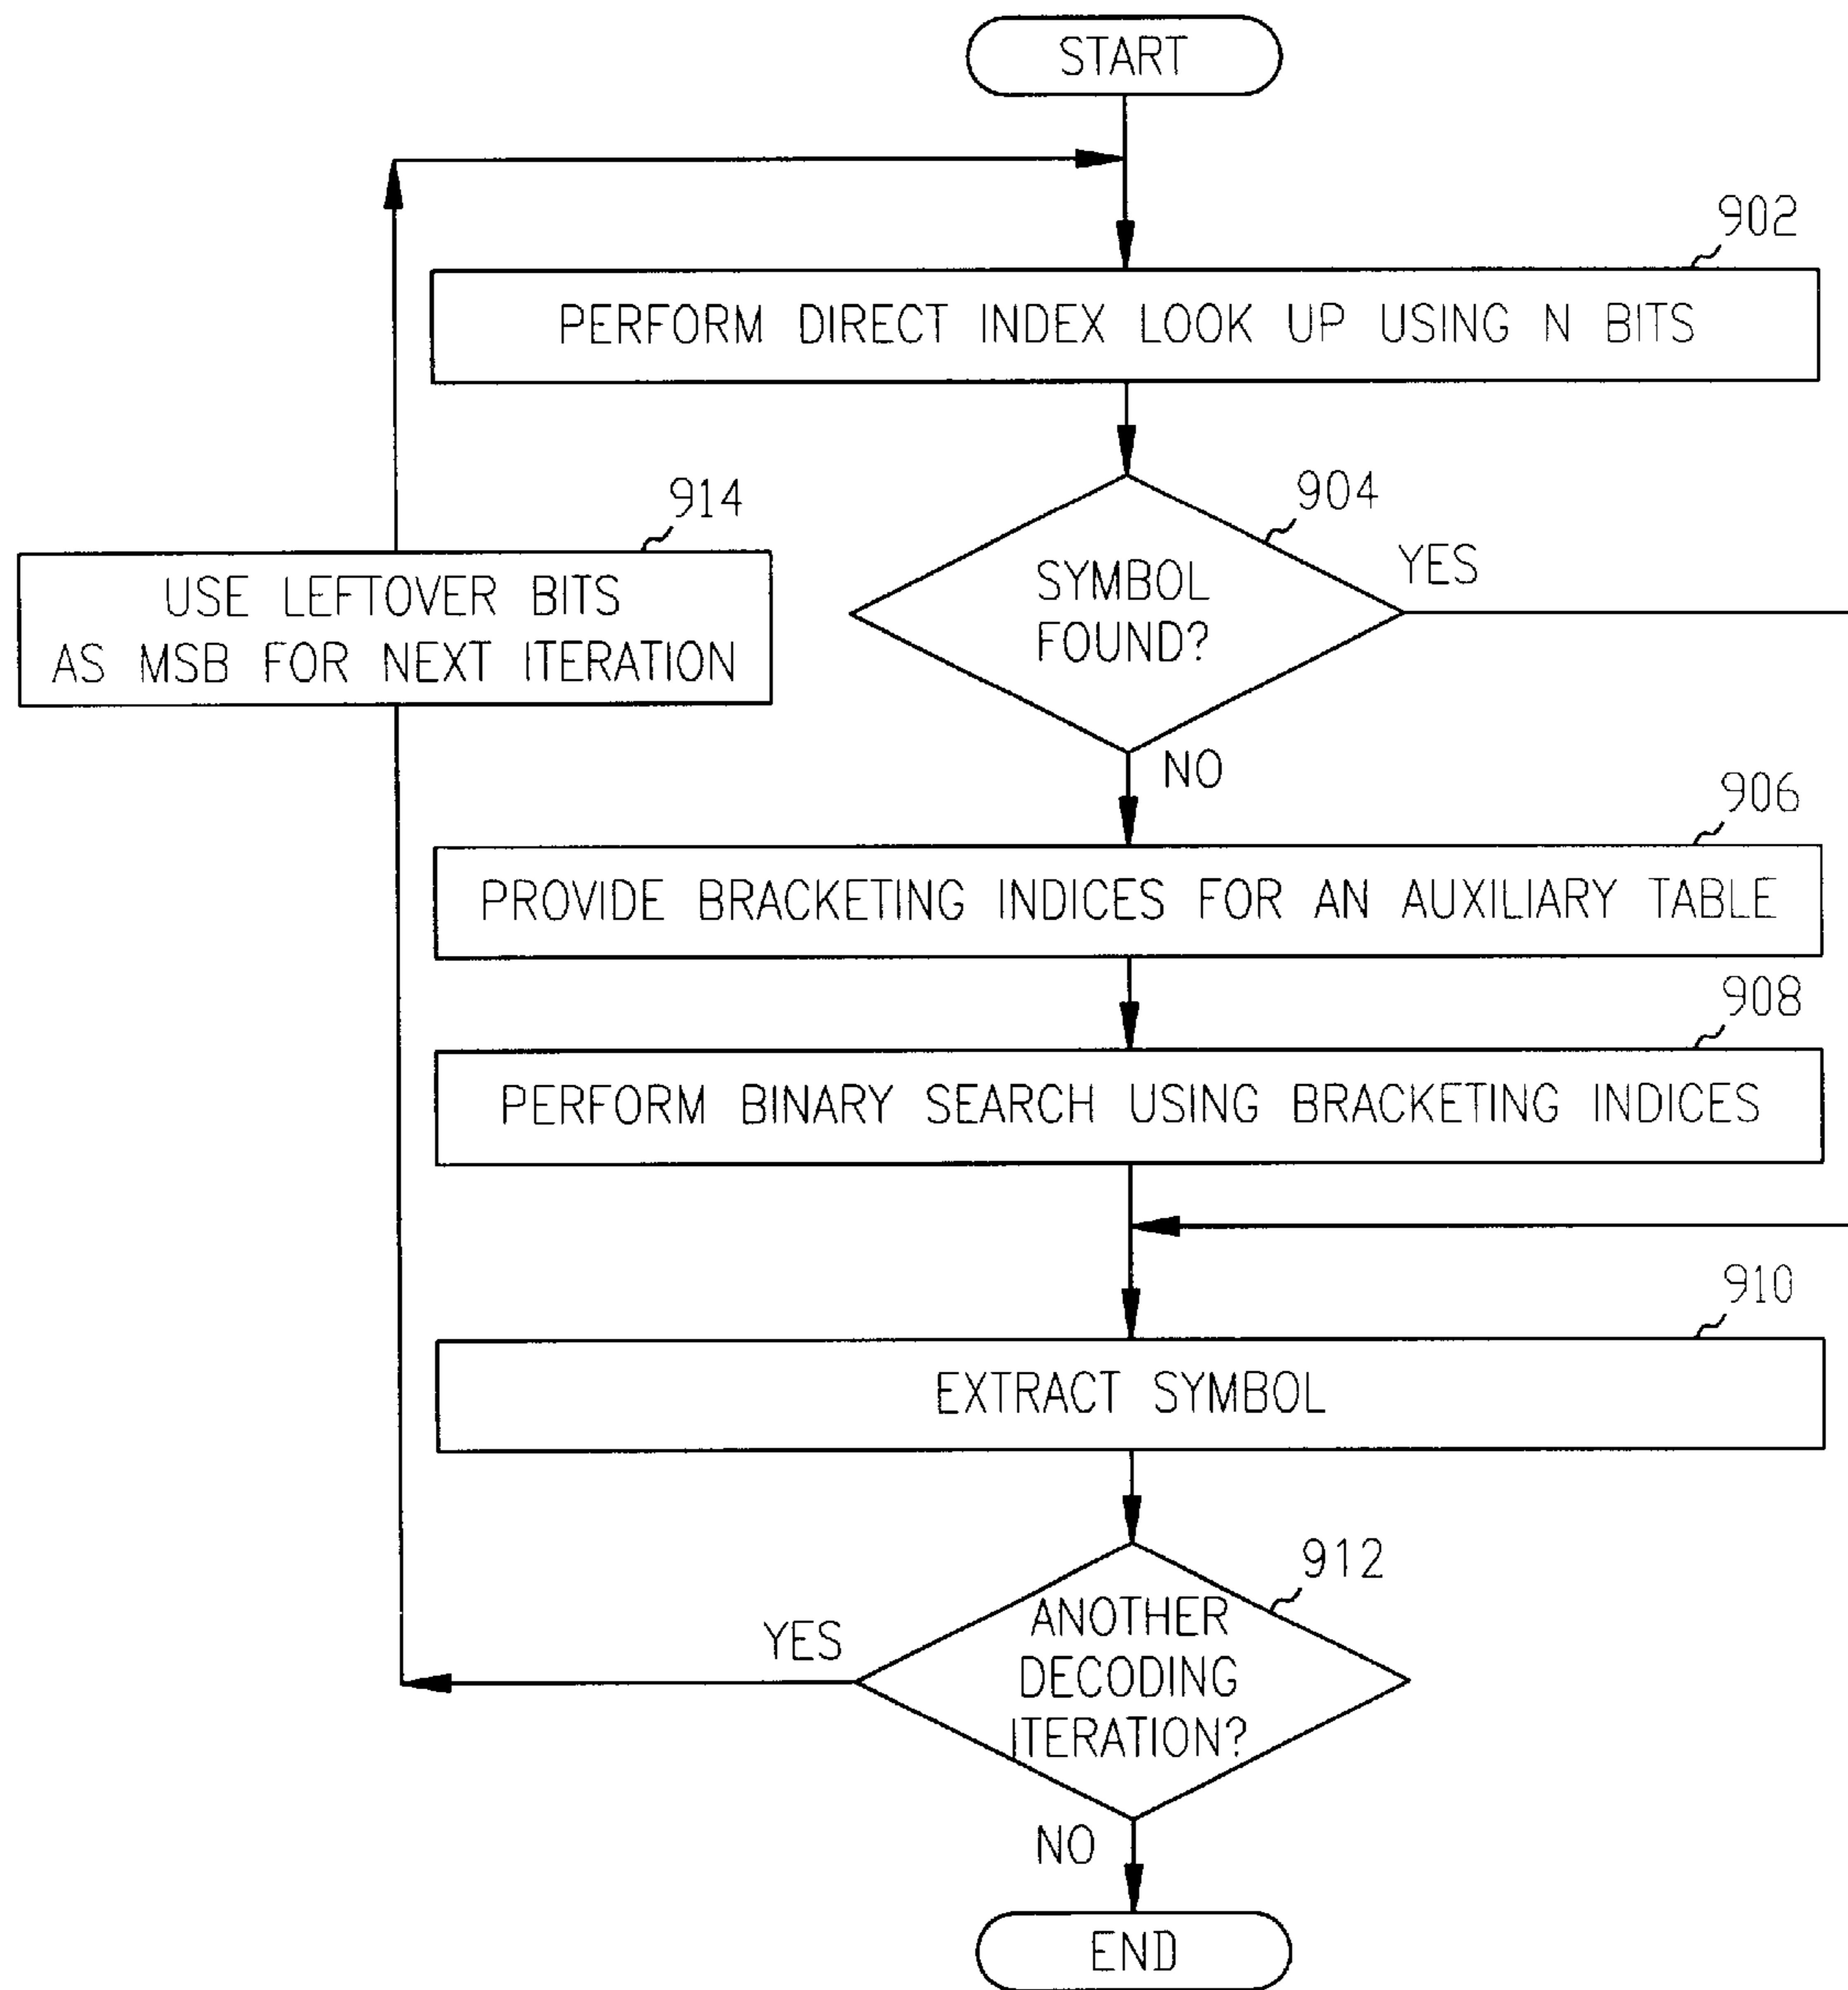 START
902
PERFORM DIRECT INDEX LOOK UP USING N BITS
914
USE LEFTOVER BITS
AS MSB FOR NEXT ITERATION
904
SYMBOL
FOUND?
YES
NO
906
PROVIDE BRACKETING INDICES FOR AN AUXILIARY TABLE
908
PERFORM BINARY SEARCH USING BRACKETING INDICES
910
EXTRACT SYMBOL
912
ANOTHER
DECODING
ITERATION?
YES
NO
END